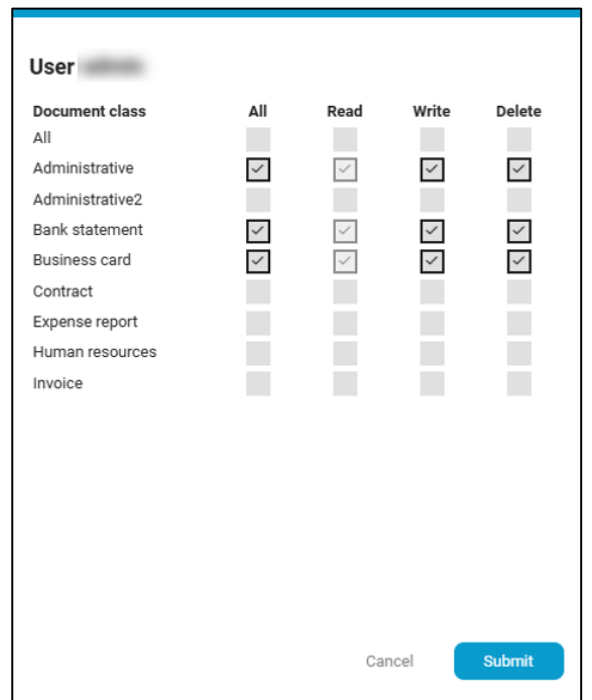 User
Document class All Read Write Delete
All
Administrative
Administrative2
Bank statement
Business card
Contract
Expense report
Human resources
Invoice
Cancel Submit